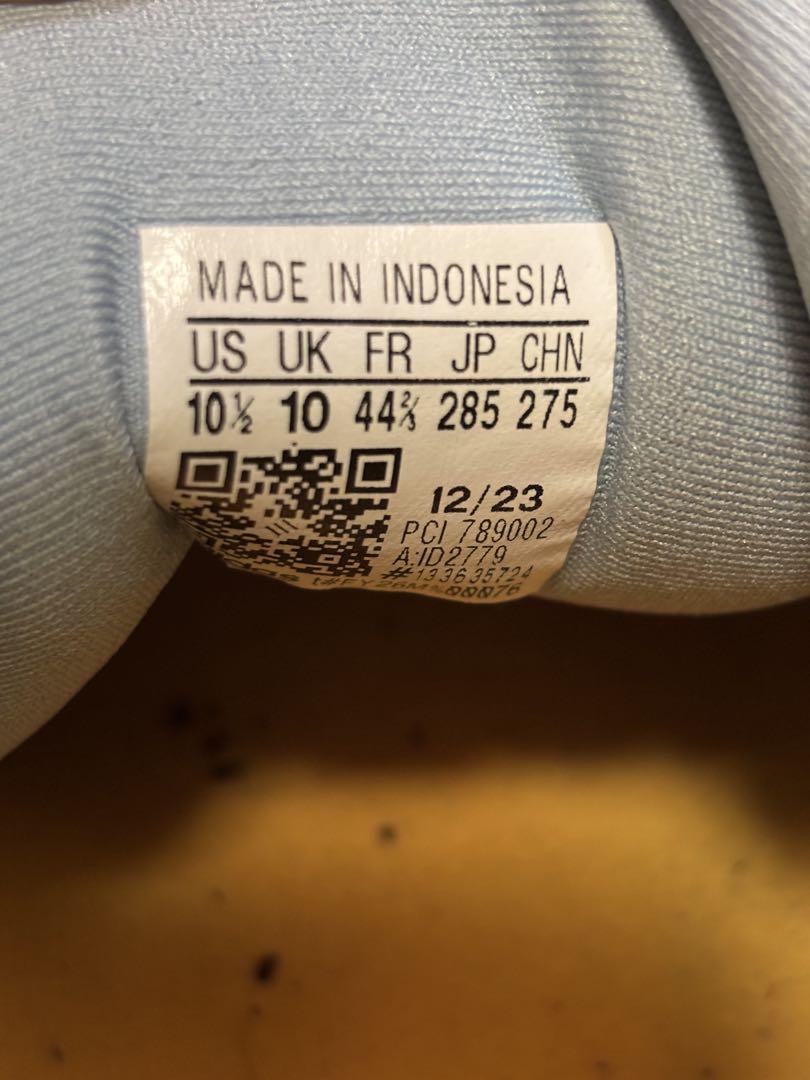 MADE IN INDONESIA
US UK FR JP CHN
10½ 10 44⅔ 285 275
12/23
PCI 789002
A:ID2779
#133635724